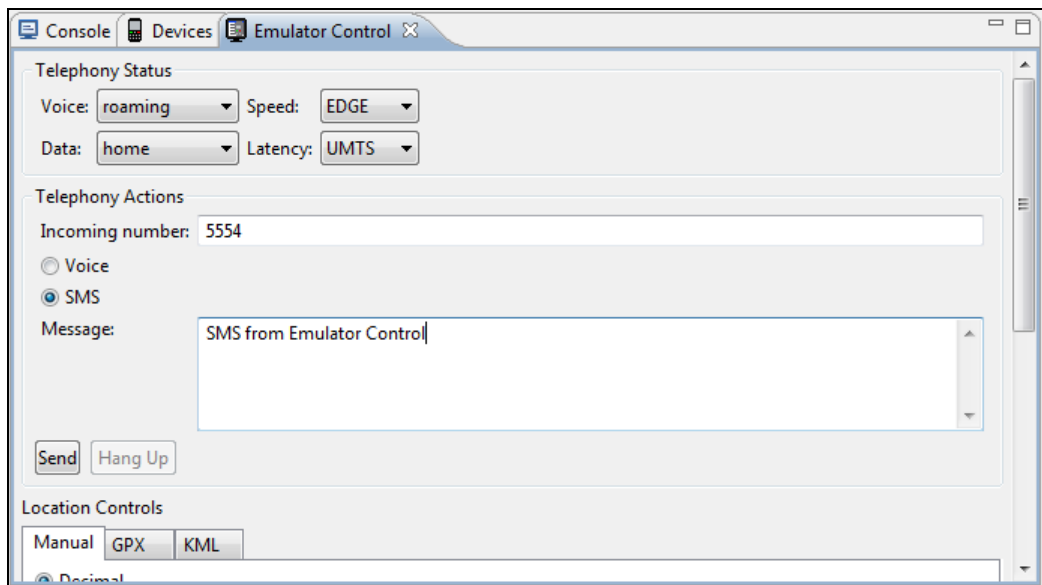 Console Devices Emulator Control
Telephony Status
Voice: roaming Speed: EDGE
Data: home Latency: UMTS
Telephony Actions
Incoming number: 5554
Voice
SMS
Message: SMS from Emulator Control
Send Hang Up
Location Controls
Manual GPX KML
Decimal